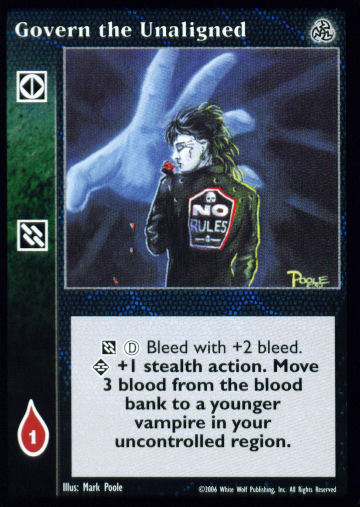 Govern the Unaligned
NO
RULES
POOLE
D Bleed with +2 bleed.
+1 stealth action. Move
3 blood from the blood
bank to a younger
vampire in your
uncontrolled region.
1
Illus: Mark Poole
©2006 White Wolf Publishing, Inc. All Rights Reserved